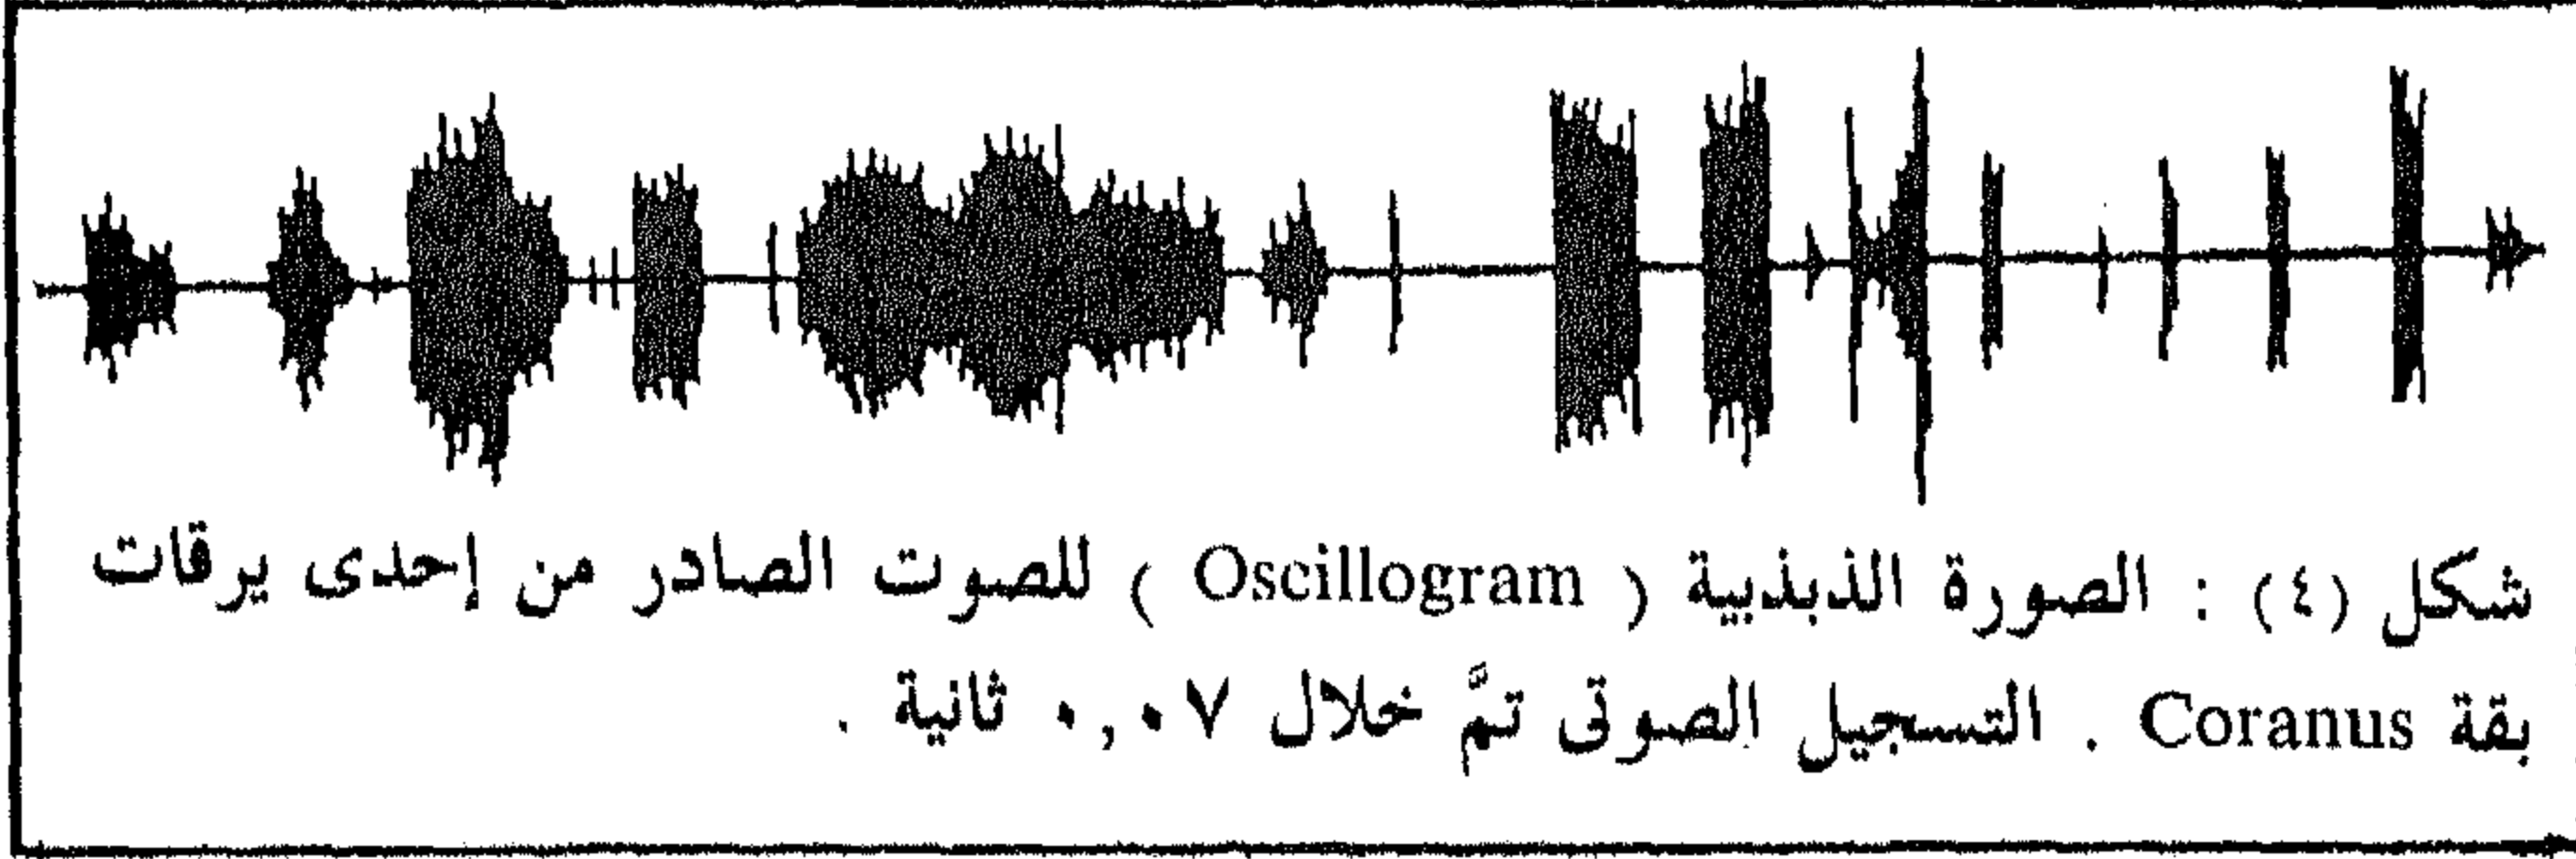 شكل (٤) : الصورة الذبذبية ( Oscillogram ) للصوت الصادر من إحدى يرقات
بقة Coranus . التسجيل الصوتى تمَّ خلال ٠,٠٧ ثانية .